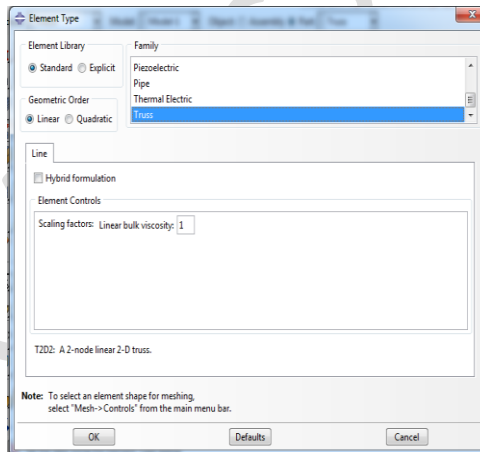 Element Type
Element Library
Family
Standard Explicit
Piezoelectric
Pipe
Thermal Electric
Truss
Geometric Order
Linear Quadratic
Line
Hybrid formulation
Element Controls
Scaling factors: Linear bulk viscosity: 1
T2D2: A 2-node linear 2-D truss.
Note: To select an element shape for meshing,
select "Mesh->Controls" from the main menu bar.
OK Defaults Cancel